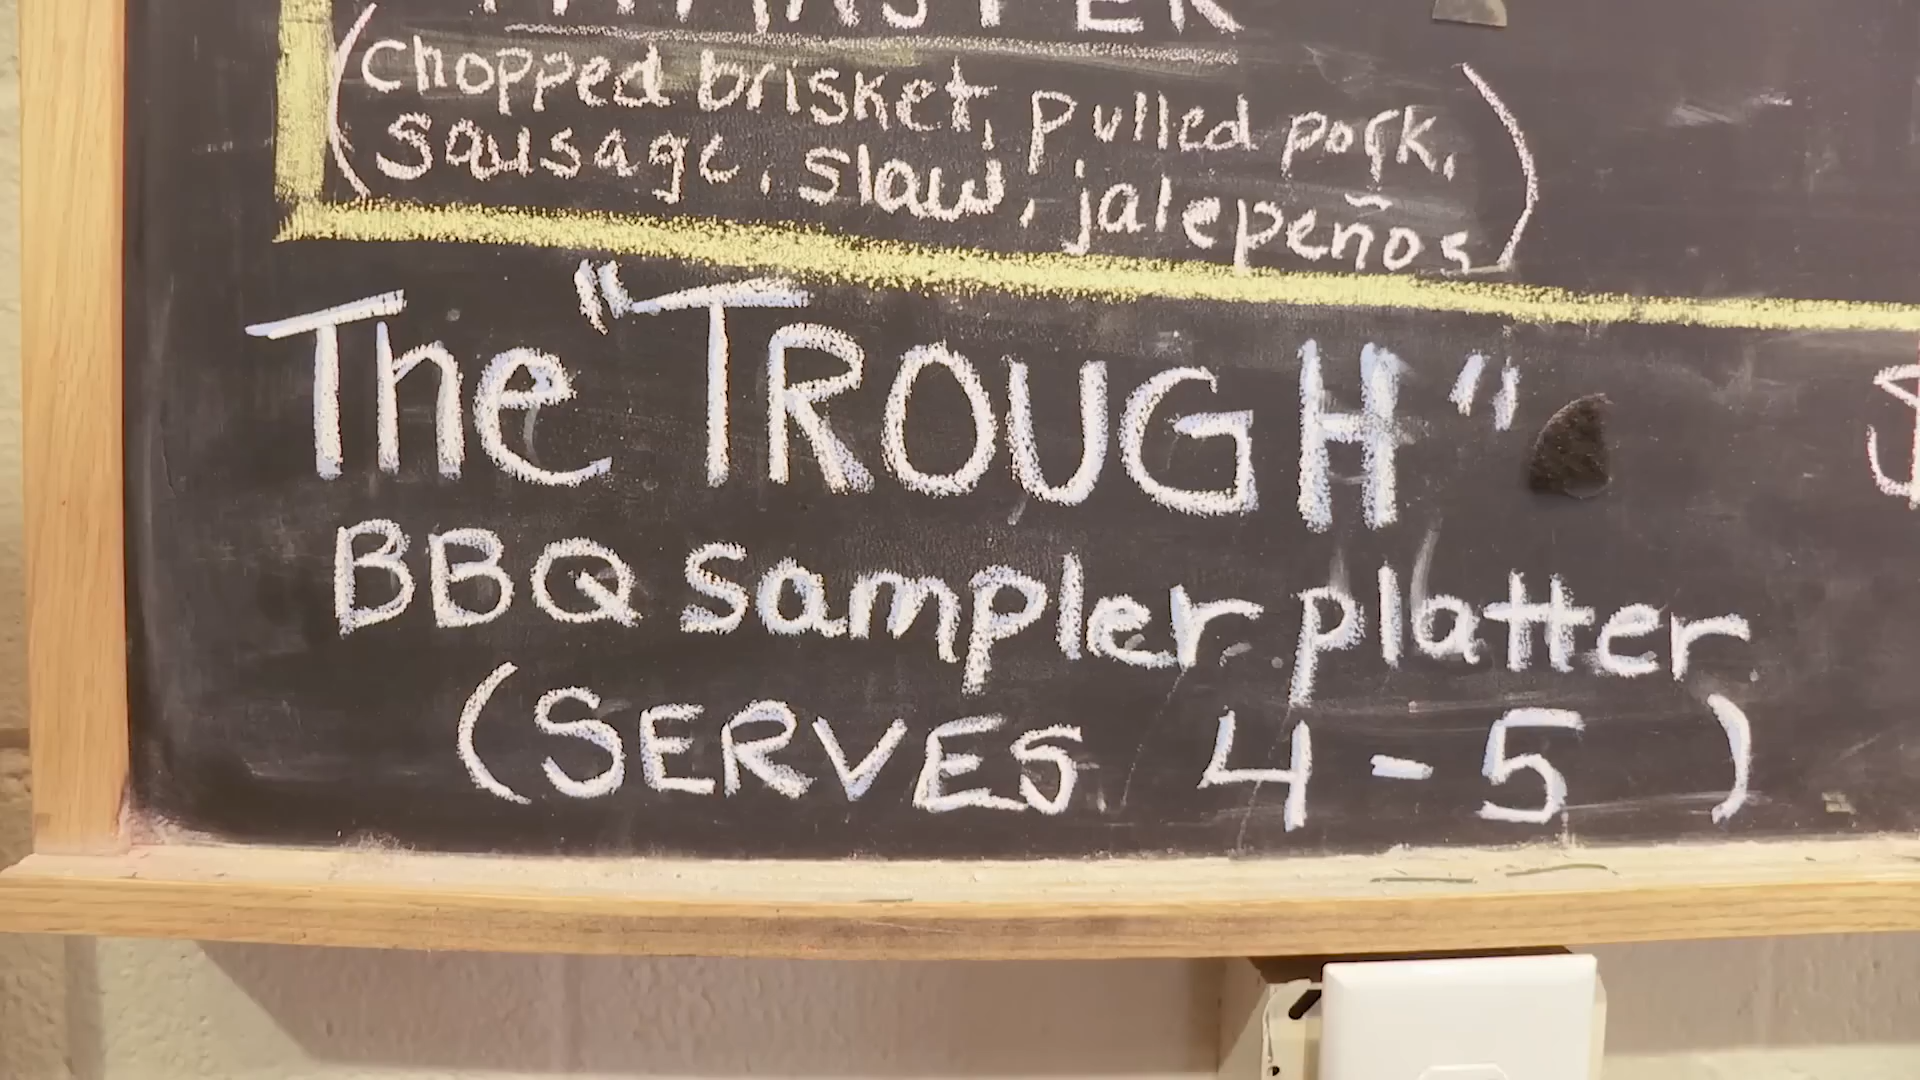 (chopped brisket, pulled pork,
sausage, slaw, jalepeños)
The "TROUGH"
$
BBQ sampler platter
(SERVES 4-5)